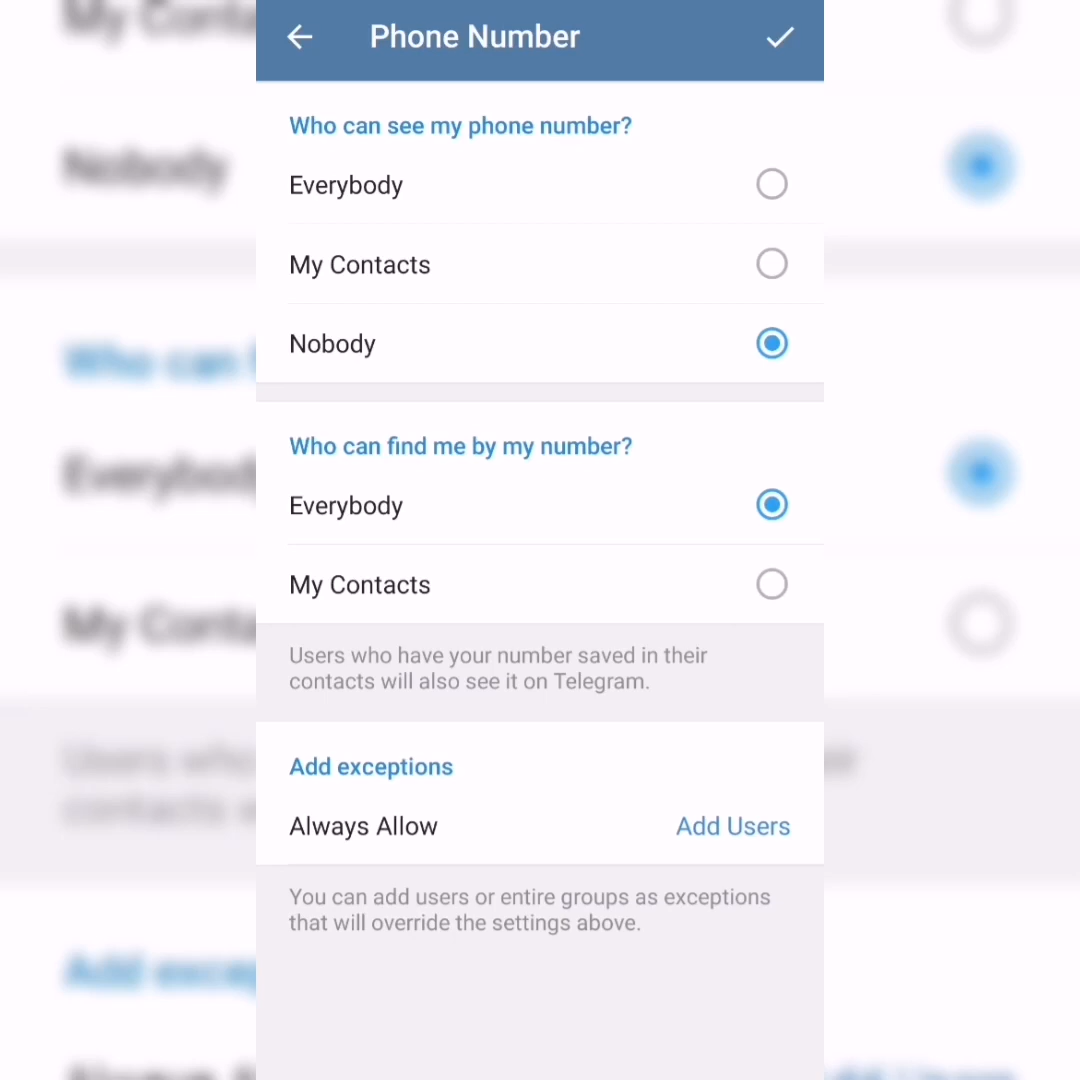 Phone Number
Who can see my phone number?
Everybody
My Contacts
Nobody
Who can find me by my number?
Everybody
My Contacts
Users who have your number saved in their
contacts will also see it on Telegram.
Add exceptions
Always Allow
Add Users
You can add users or entire groups as exceptions
that will override the settings above.